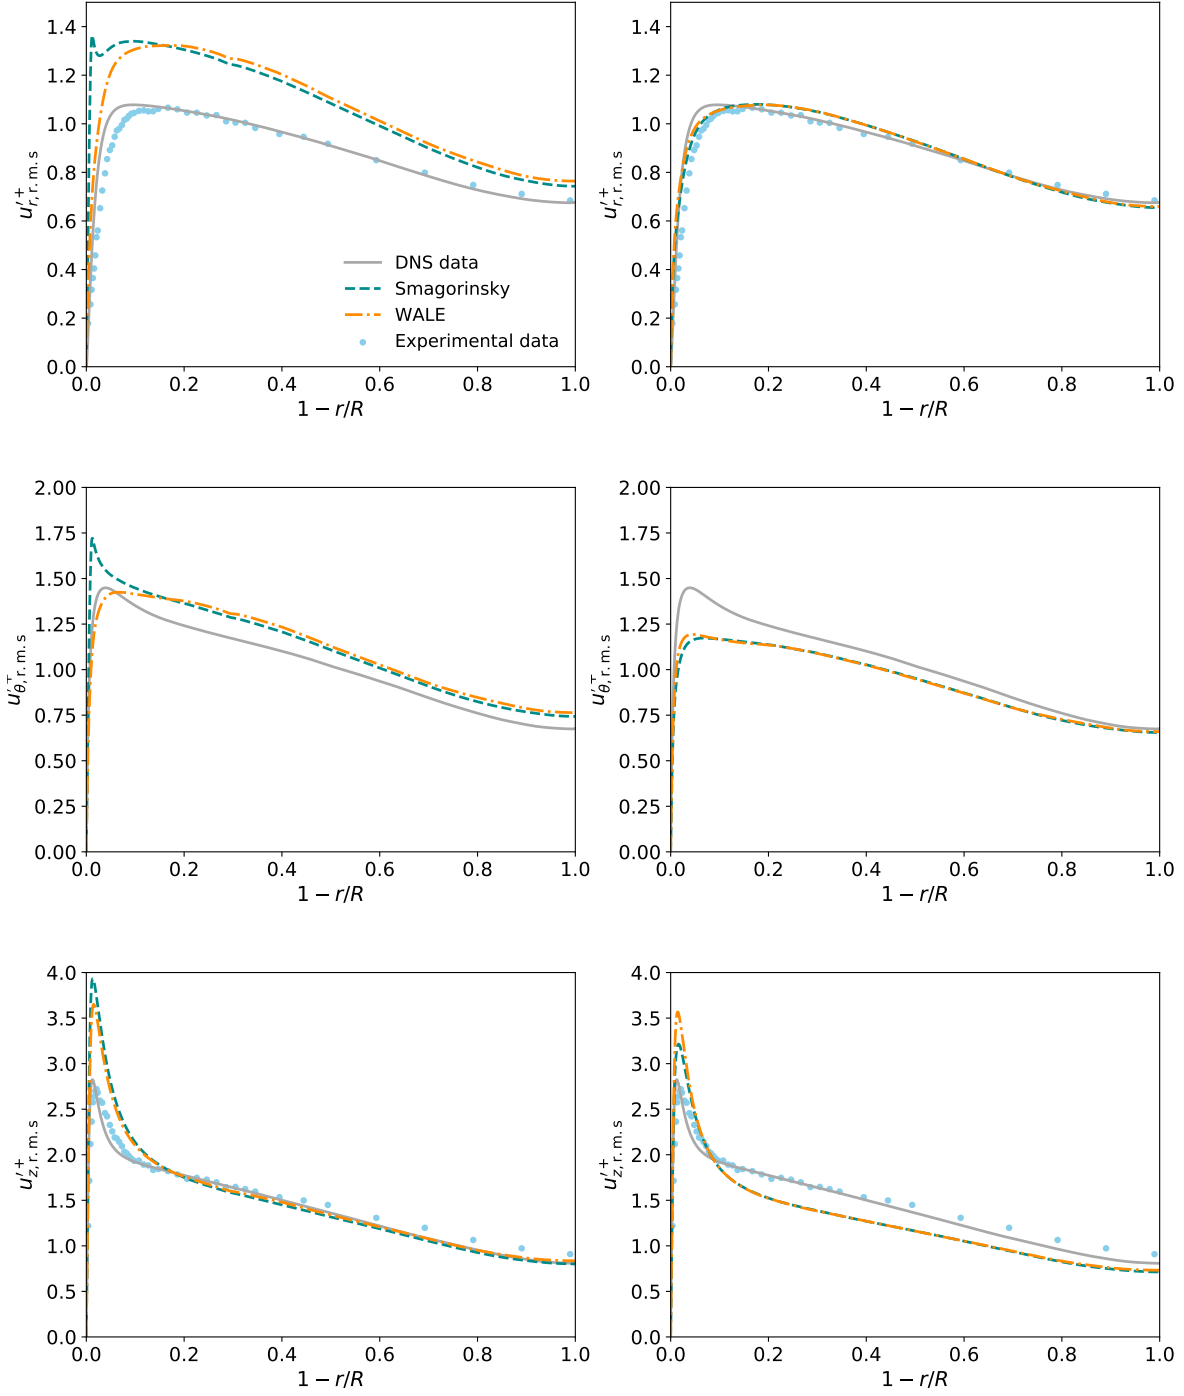 1.4
1.2
1.0
0.8
0.6
0.4
0.2
0.0
u′+r,r.m.s
DNS data
Smagorinsky
WALE
Experimental data
0.0 0.2 0.4 0.6 0.8 1.0
1 − r/R
1.4
1.2
1.0
0.8
0.6
0.4
0.2
0.0
u′+r,r.m.s
0.0 0.2 0.4 0.6 0.8 1.0
1 − r/R
2.00
1.75
1.50
1.25
1.00
0.75
0.50
0.25
0.00
u′+θ,r.m.s
0.0 0.2 0.4 0.6 0.8 1.0
1 − r/R
2.00
1.75
1.50
1.25
1.00
0.75
0.50
0.25
0.00
u′+θ,r.m.s
0.0 0.2 0.4 0.6 0.8 1.0
1 − r/R
4.0
3.5
3.0
2.5
2.0
1.5
1.0
0.5
0.0
u′+z,r.m.s
0.0 0.2 0.4 0.6 0.8 1.0
1 − r/R
4.0
3.5
3.0
2.5
2.0
1.5
1.0
0.5
0.0
u′+z,r.m.s
0.0 0.2 0.4 0.6 0.8 1.0
1 − r/R